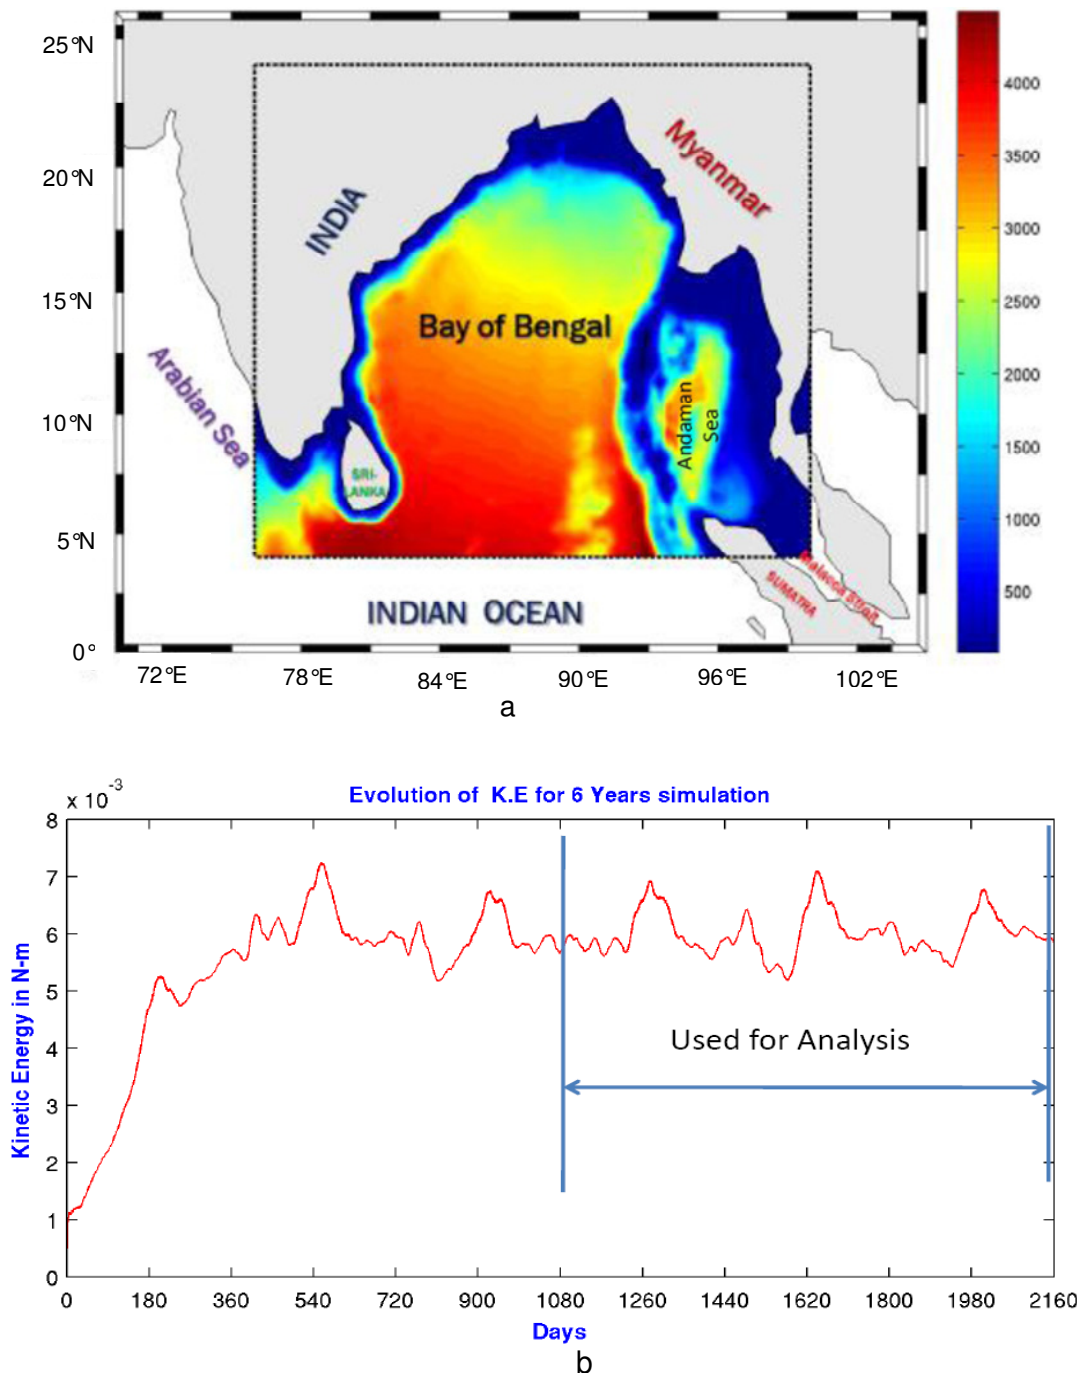 25°N
20°N
15°N
10°N
5°N
0°
72°E
78°E
84°E
90°E
96°E
102°E
INDIA
Myanmar
Bay of Bengal
Arabian Sea
Andaman
Sea
SRI-
LANKA
Malacca Strait
SUMATRA
INDIAN OCEAN
4000
3500
3000
2500
2000
1500
1000
500
a
x 10⁻³
Evolution of K.E for 6 Years simulation
8
7
6
5
4
3
2
1
0
Kinetic Energy in N-m
Used for Analysis
0 180 360 540 720 900 1080 1260 1440 1620 1800 1980 2160
Days
b